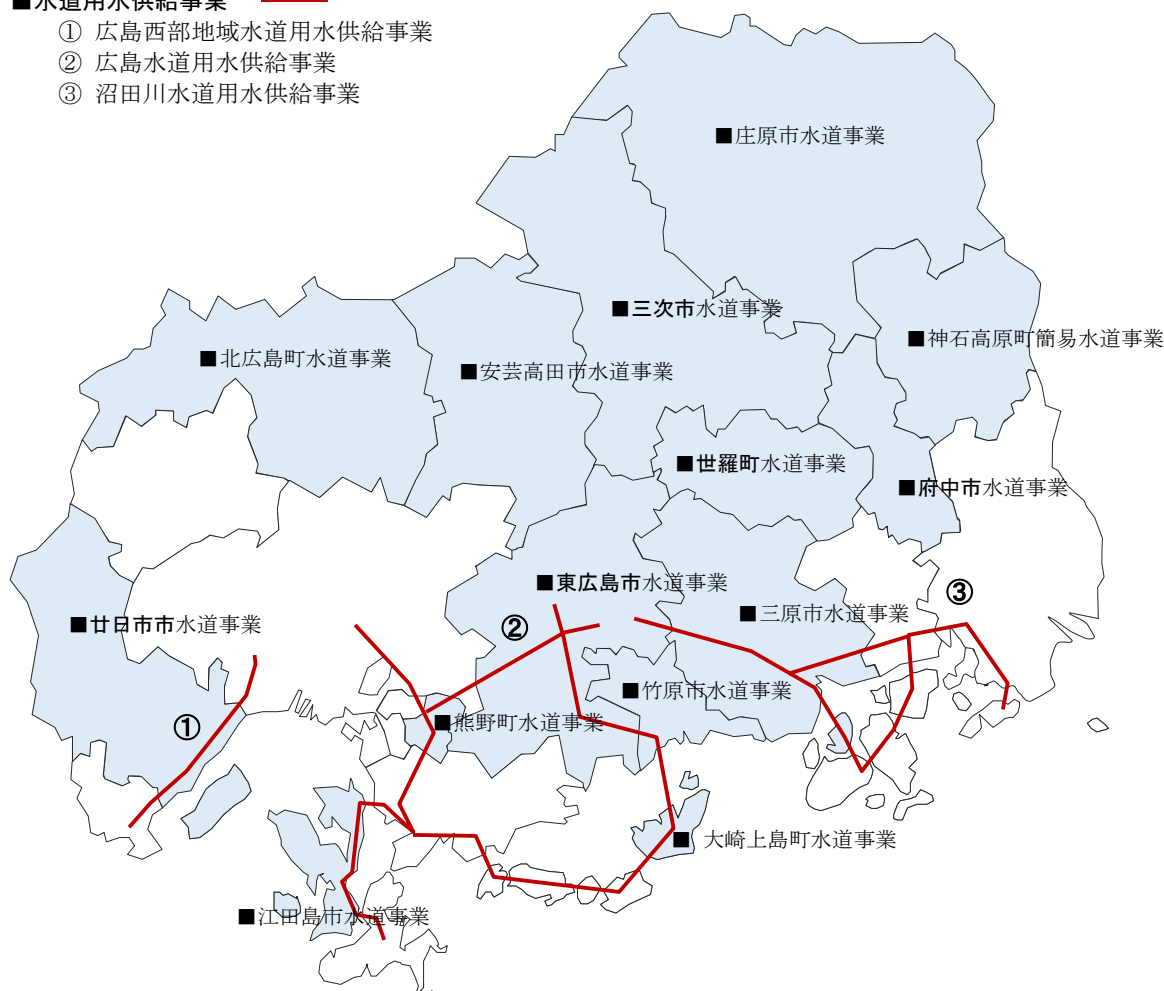 ■水道用水供給事業
① 広島西部地域水道用水供給事業
② 広島水道用水供給事業
③ 沼田川水道用水供給事業
■庄原市水道事業
■三次市水道事業
■神石高原町簡易水道事業
■北広島町水道事業
■安芸高田市水道事業
■世羅町水道事業
■府中市水道事業
■東広島市水道事業
③
■三原市水道事業
■廿日市市水道事業
②
■竹原市水道事業
①
■熊野町水道事業
■ 大崎上島町水道事業
■江田島市水道事業